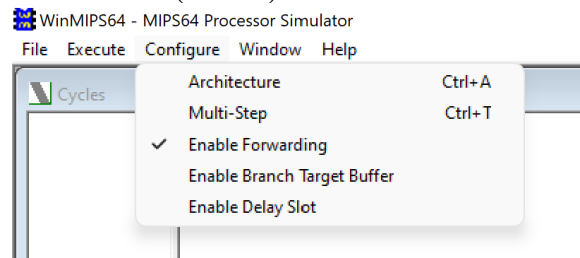 WinMIPS64 - MIPS64 Processor Simulator
File Execute Configure Window Help
Cycles
Architecture Ctrl+A
Multi-Step Ctrl+T
Enable Forwarding
Enable Branch Target Buffer
Enable Delay Slot